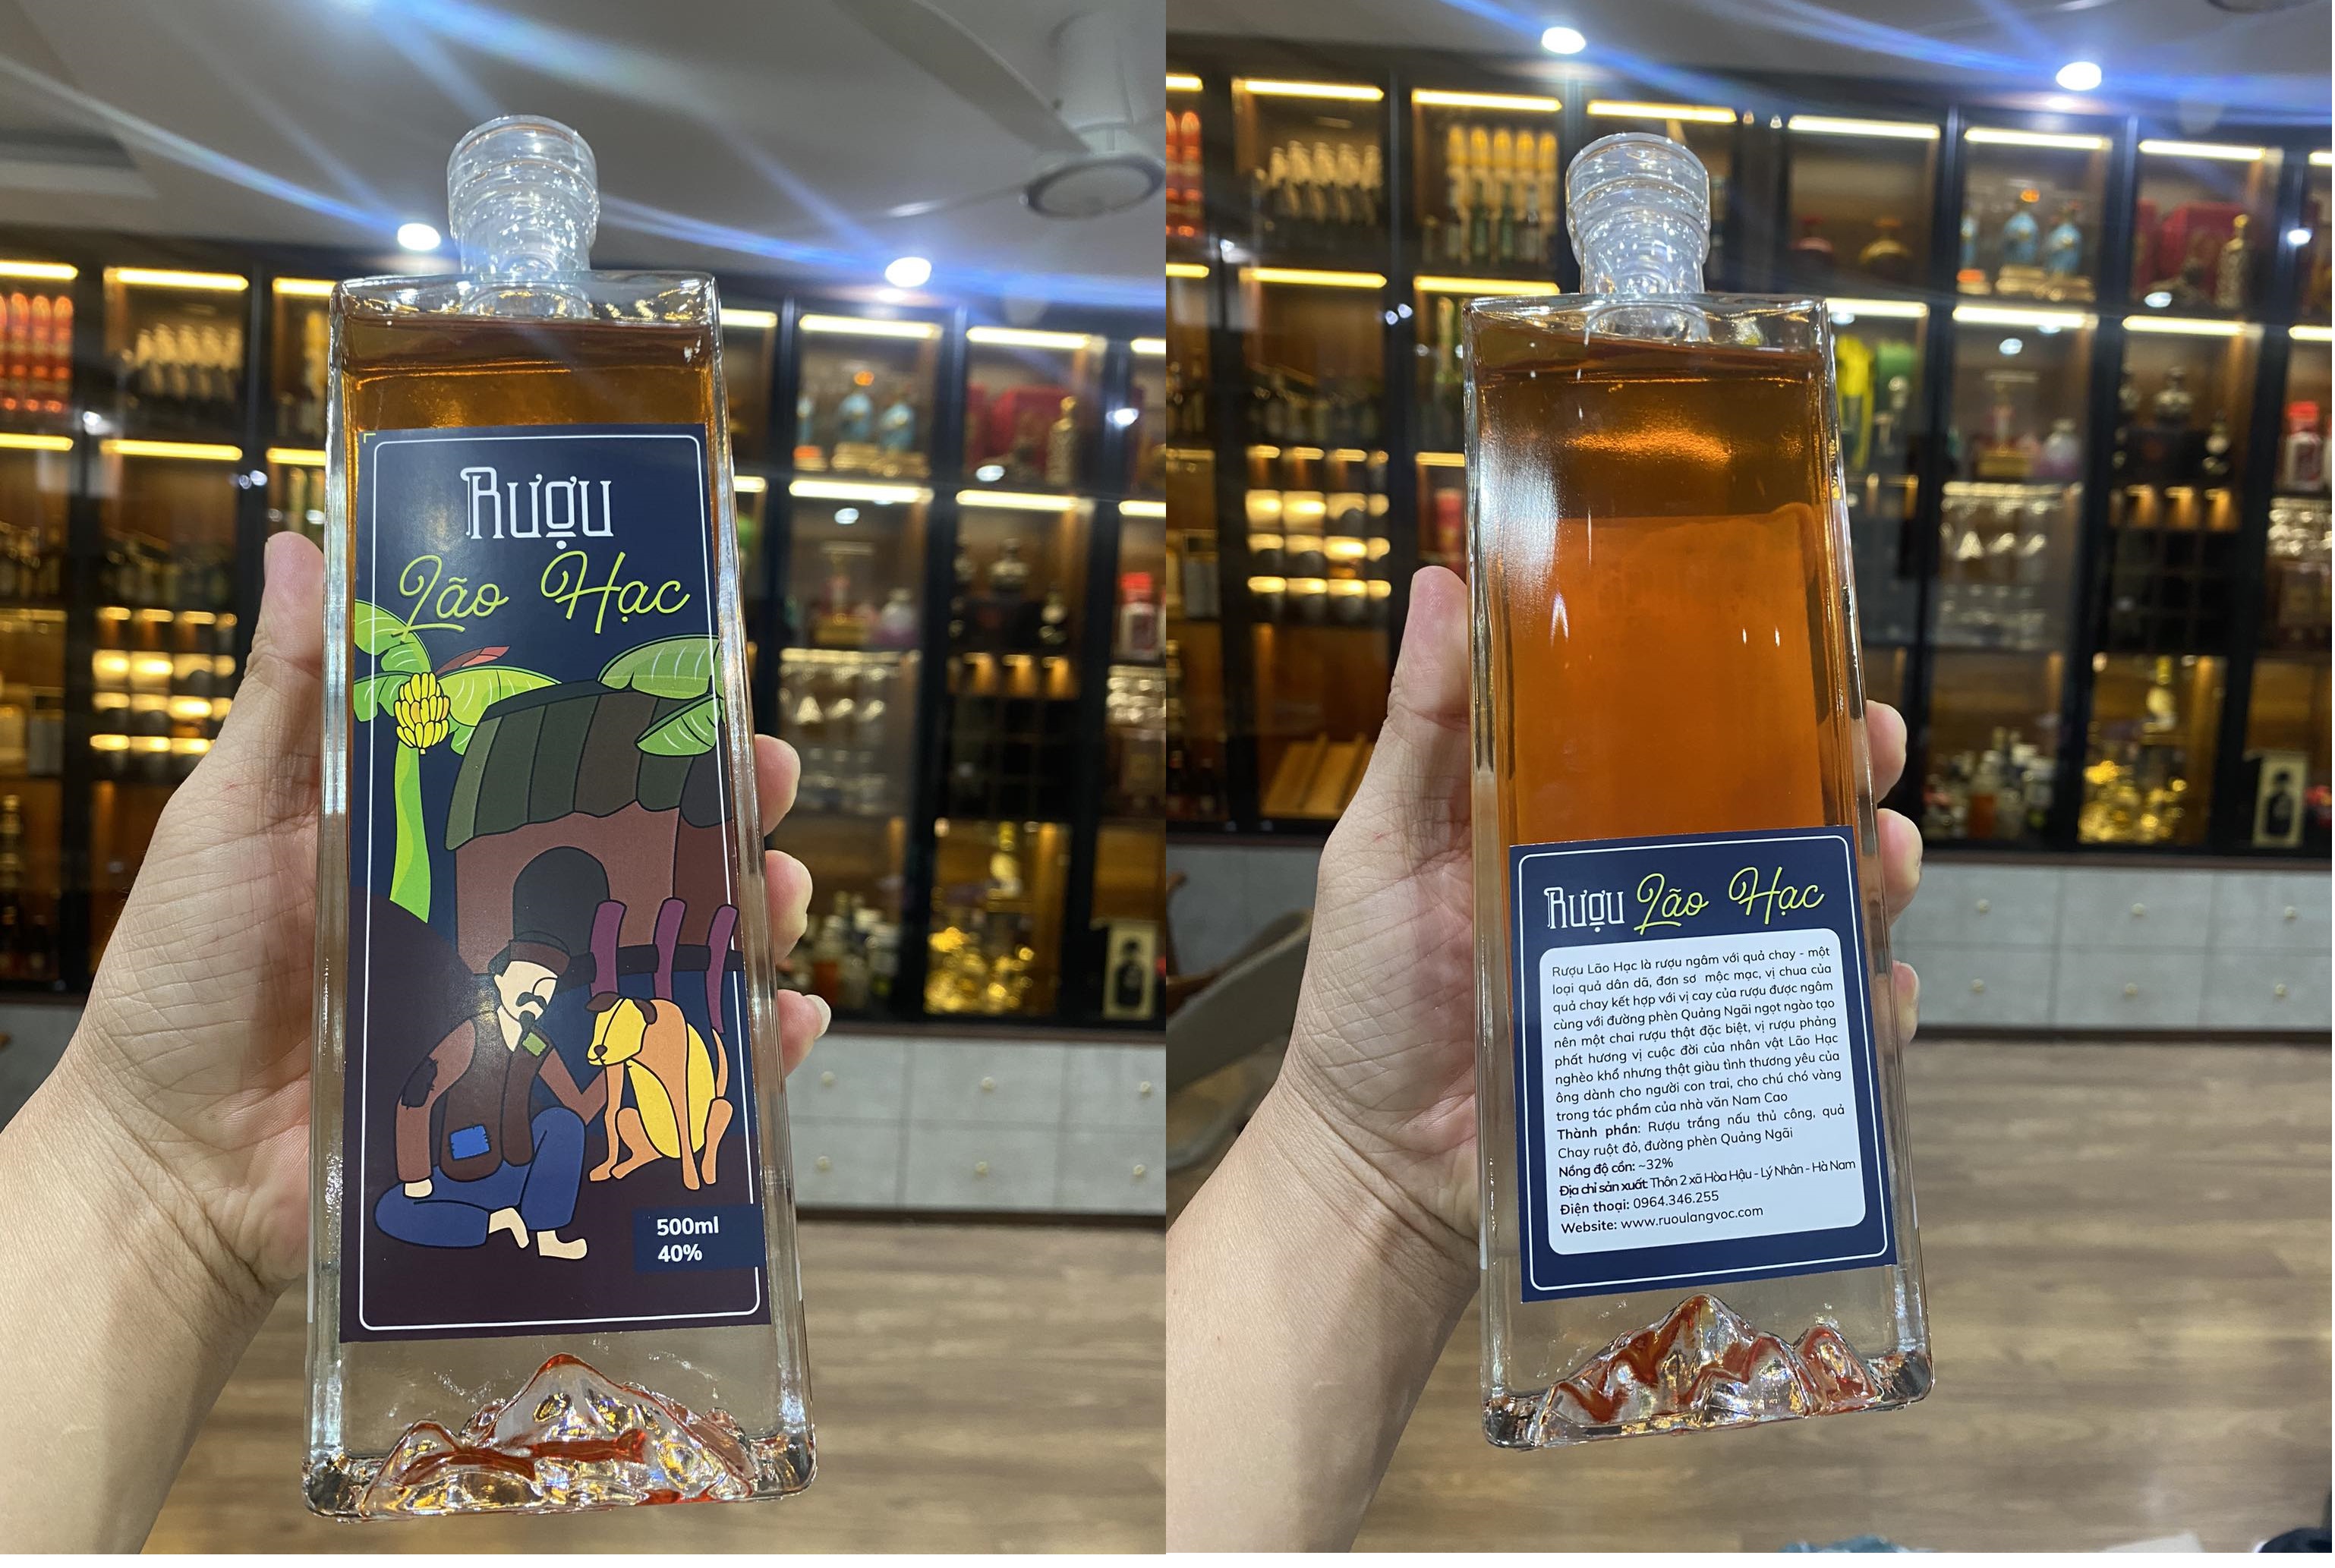 Rượu
Lão Hạc
500ml
40%
Rượu Lão Hạc
Rượu Lão Hạc là rượu ngâm với quả chay - một
loại quả dân dã, đơn sơ mộc mạc, vị chua của
quả chay kết hợp với vị cay của rượu được ngâm
cùng với đường phèn Quảng Ngãi ngọt ngào tạo
nên một chai rượu thật đặc biệt, vị rượu phảng
phất hương vị cuộc đời của nhân vật Lão Hạc
nghèo khổ nhưng thật giàu tình thương yêu của
ông dành cho người con trai, cho chú chó vàng
trong tác phẩm của nhà văn Nam Cao
Thành phần: Rượu trắng nấu thủ công, quả
Chay ruột đỏ, đường phèn Quảng Ngãi
Nồng độ cồn: ~32%
Địa chỉ sản xuất: Thôn 2 xã Hòa Hậu - Lý Nhân - Hà Nam
Điện thoại: 0964.346.255
Website: www.ruoulangvoc.com